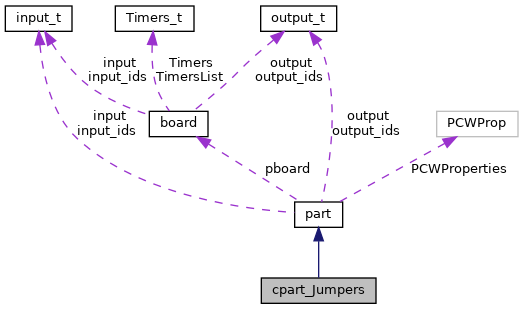 input_t
Timers_t
output_t
input
input_ids
Timers
TimersList
output
output_ids
input
input_ids
board
output
output_ids
PCWProp
pboard
PCWProperties
part
cpart_Jumpers